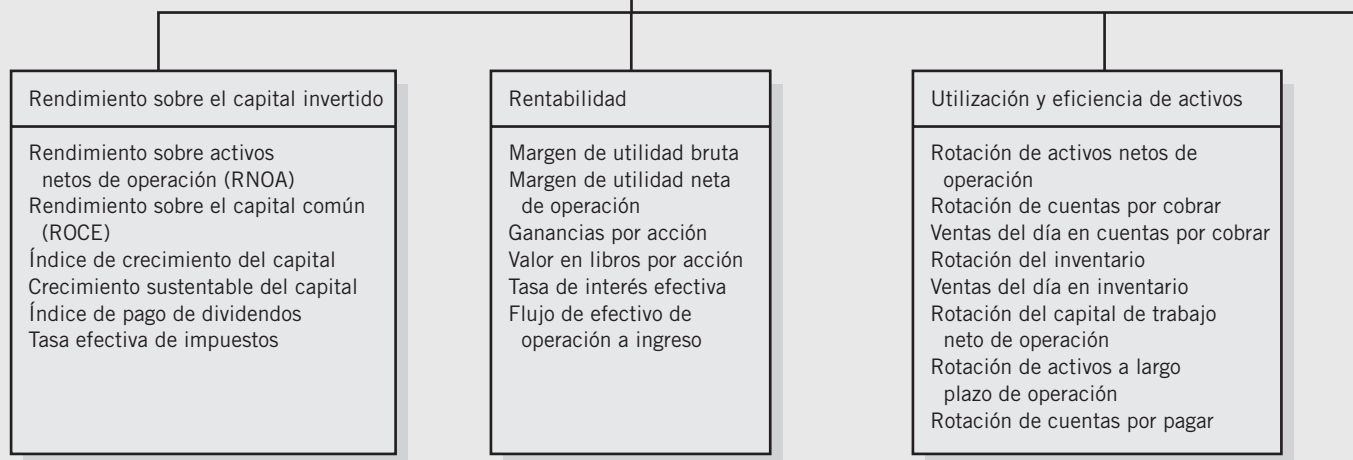 Rendimiento sobre el capital invertido
Rendimiento sobre activos
netos de operación (RNOA)
Rendimiento sobre el capital común
(ROCE)
Índice de crecimiento del capital
Crecimiento sustentable del capital
Índice de pago de dividendos
Tasa efectiva de impuestos
Rentabilidad
Margen de utilidad bruta
Margen de utilidad neta
de operación
Ganancias por acción
Valor en libros por acción
Tasa de interés efectiva
Flujo de efectivo de
operación a ingreso
Utilización y eficiencia de activos
Rotación de activos netos de
operación
Rotación de cuentas por cobrar
Ventas del día en cuentas por cobrar
Rotación del inventario
Ventas del día en inventario
Rotación del capital de trabajo
neto de operación
Rotación de activos a largo
plazo de operación
Rotación de cuentas por pagar